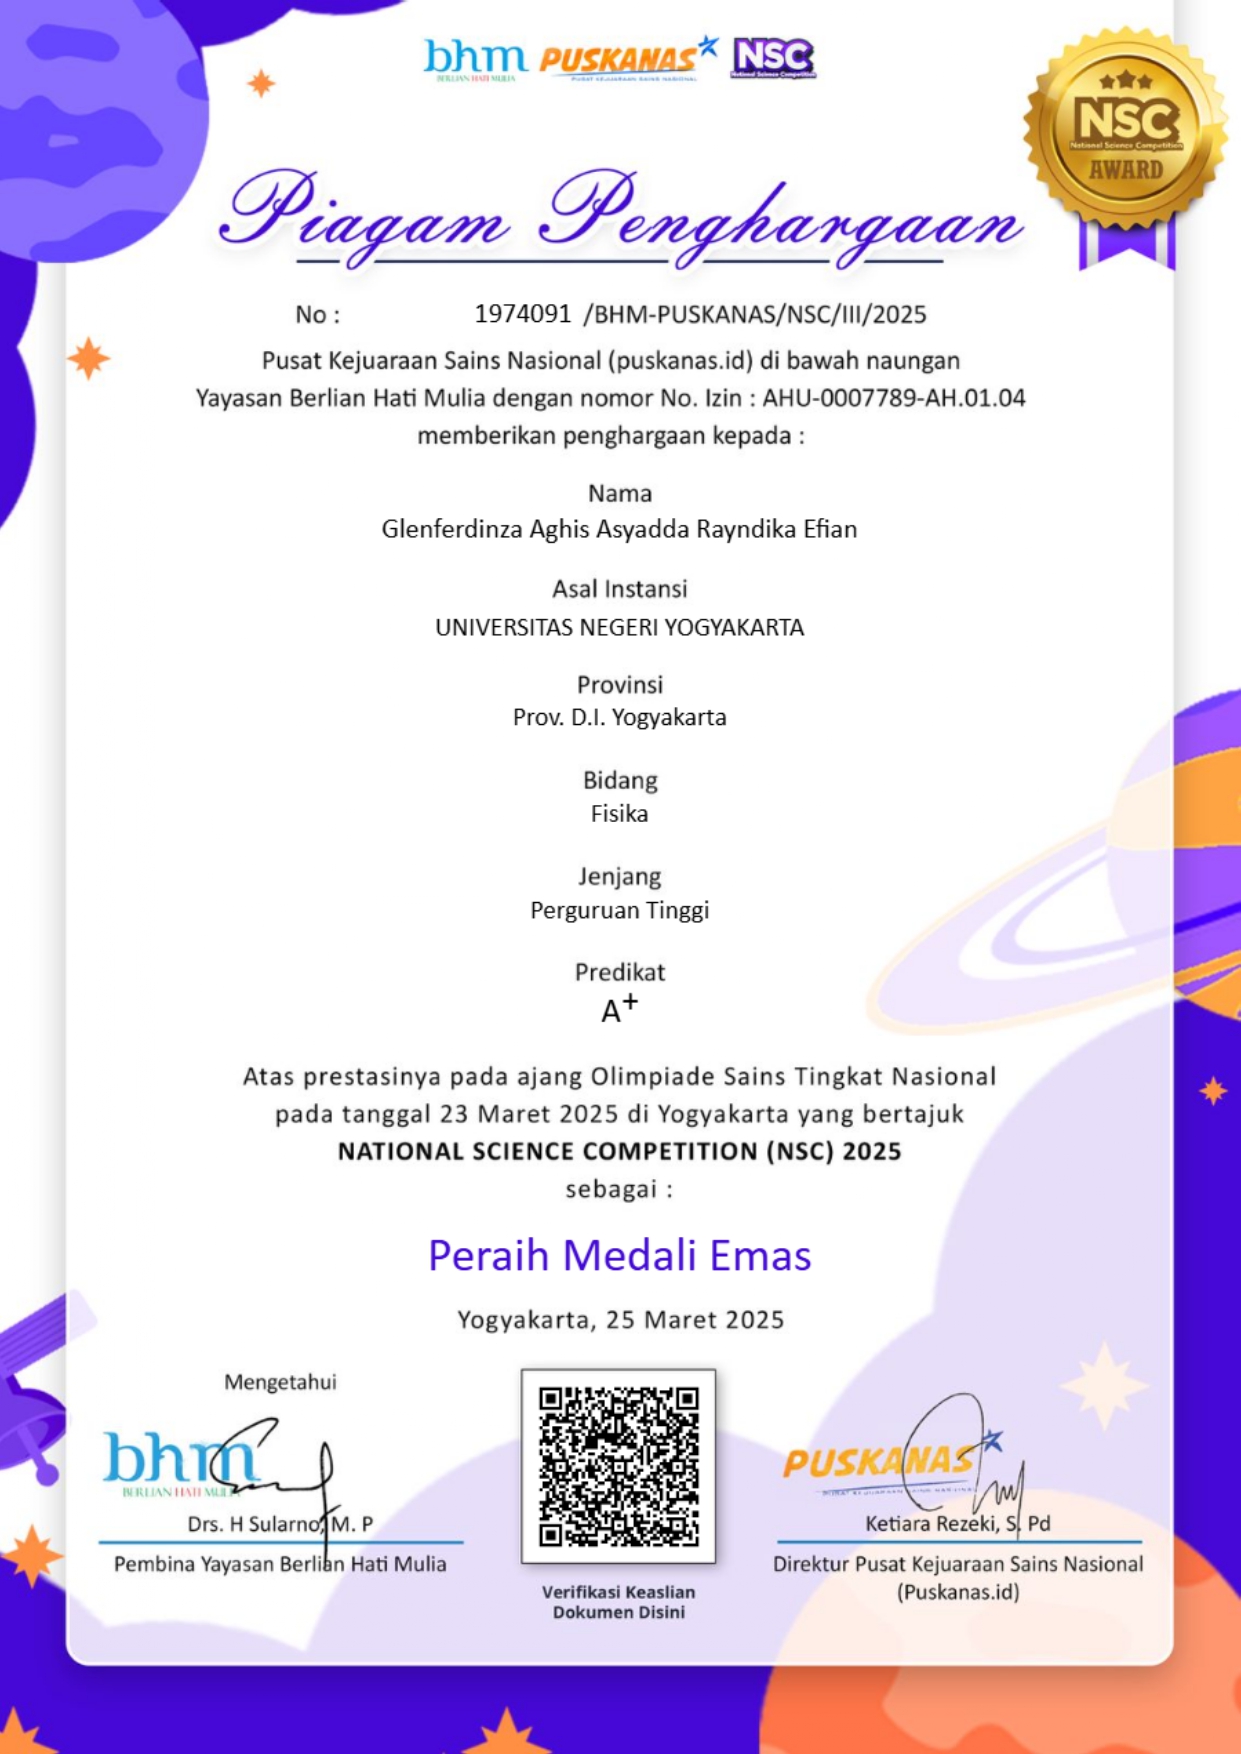 bhm PUSKANAS NSC
BERLIAN HATI MULIA PUSAT KEJUARAAN SAINS NASIONAL National Science Competition
NSC
National Science Competition
AWARD
Piagam Penghargaan
No : 1974091 /BHM-PUSKANAS/NSC/III/2025
Pusat Kejuaraan Sains Nasional (puskanas.id) di bawah naungan
Yayasan Berlian Hati Mulia dengan nomor No. Izin : AHU-0007789-AH.01.04
memberikan penghargaan kepada :
Nama
Glenferdinza Aghis Asyadda Rayndika Efian
Asal Instansi
UNIVERSITAS NEGERI YOGYAKARTA
Provinsi
Prov. D.I. Yogyakarta
Bidang
Fisika
Jenjang
Perguruan Tinggi
Predikat
A+
Atas prestasinya pada ajang Olimpiade Sains Tingkat Nasional
pada tanggal 23 Maret 2025 di Yogyakarta yang bertajuk
NATIONAL SCIENCE COMPETITION (NSC) 2025
sebagai :
Peraih Medali Emas
Yogyakarta, 25 Maret 2025
Mengetahui
bhm
BERLIAN HATI MULIA
Drs. H Sularno, M. P
Pembina Yayasan Berlian Hati Mulia
Verifikasi Keaslian
Dokumen Disini
PUSKANAS
PUSAT KEJUARAAN SAINS NASIONAL
Ketiara Rezeki, S. Pd
Direktur Pusat Kejuaraan Sains Nasional
(Puskanas.id)